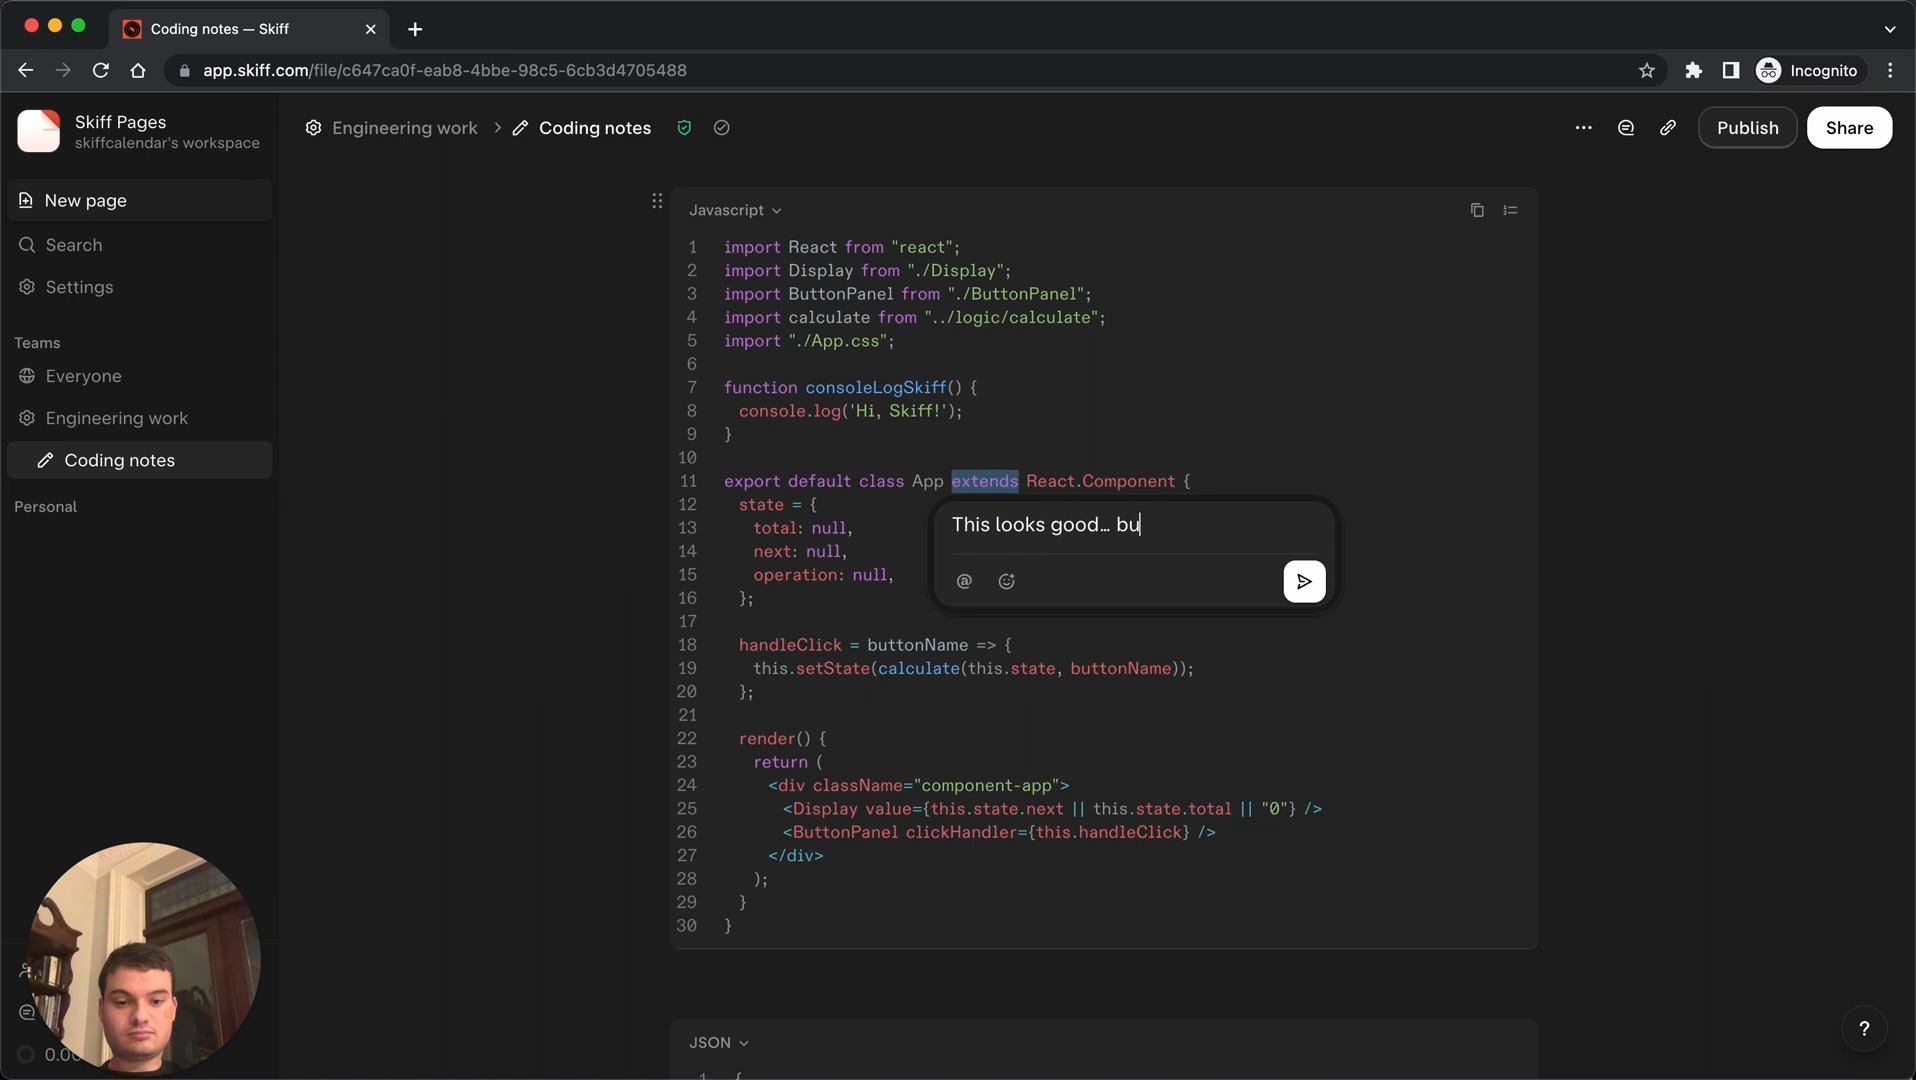 Coding notes — Skiff
app.skiff.com/file/c647ca0f-eab8-4bbe-98c5-6cb3d4705488
Incognito
Skiff Pages
skiffcalendar's workspace
Engineering work > Coding notes
Publish
Share
New page
Search
Settings
Teams
Everyone
Engineering work
Coding notes
Personal
Javascript
1 import React from "react";
2 import Display from "./Display";
3 import ButtonPanel from "./ButtonPanel";
4 import calculate from "../logic/calculate";
5 import "./App.css";
6
7 function consoleLogSkiff() {
8 console.log('Hi, Skiff!');
9 }
10
11 export default class App extends React.Component {
12 state = {
13 total: null,
14 next: null,
15 operation: null,
16 };
17
18 handleClick = buttonName => {
19 this.setState(calculate(this.state, buttonName));
20 };
21
22 render() {
23 return (
24 <div className="component-app">
25 <Display value={this.state.next || this.state.total || "0"} />
26 <ButtonPanel clickHandler={this.handleClick} />
27 </div>
28 );
29 }
30 }
This looks good… bu
@
JSON
1 {
?